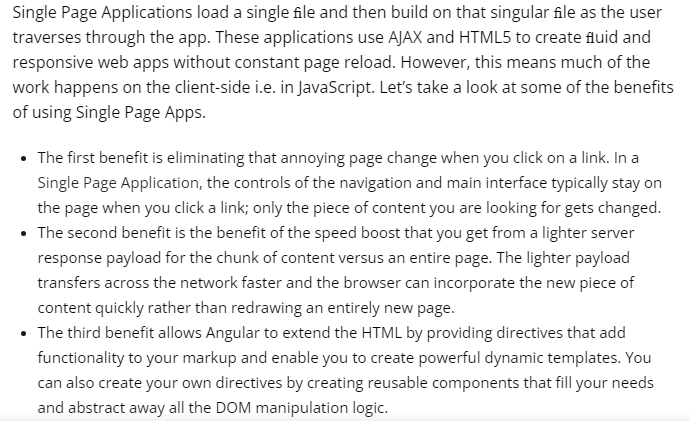 Single Page Applications load a single file and then build on that singular file as the user
traverses through the app. These applications use AJAX and HTML5 to create fluid and
responsive web apps without constant page reload. However, this means much of the
work happens on the client-side i.e. in JavaScript. Let’s take a look at some of the benefits
of using Single Page Apps.
• The first benefit is eliminating that annoying page change when you click on a link. In a
Single Page Application, the controls of the navigation and main interface typically stay on
the page when you click a link; only the piece of content you are looking for gets changed.
• The second benefit is the benefit of the speed boost that you get from a lighter server
response payload for the chunk of content versus an entire page. The lighter payload
transfers across the network faster and the browser can incorporate the new piece of
content quickly rather than redrawing an entirely new page.
• The third benefit allows Angular to extend the HTML by providing directives that add
functionality to your markup and enable you to create powerful dynamic templates. You
can also create your own directives by creating reusable components that fill your needs
and abstract away all the DOM manipulation logic.